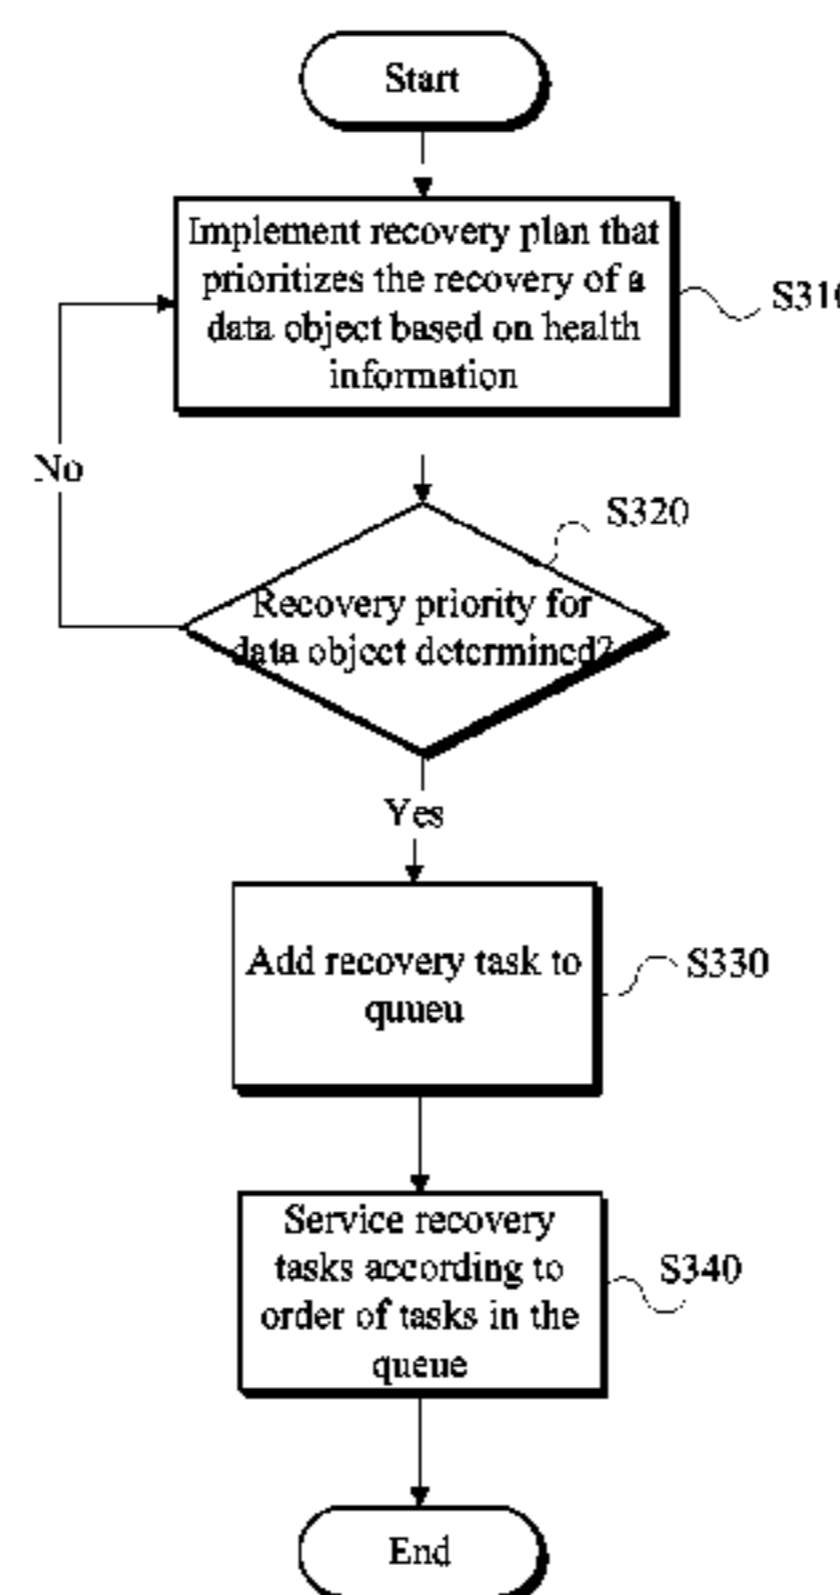 Start
Implement recovery plan that
prioritizes the recovery of a
data object based on health
information
S310
No
S320
Recovery priority for
data object determined?
Yes
Add recovery task to
quueu
S330
Service recovery
tasks according to
order of tasks in the
queue
S340
End